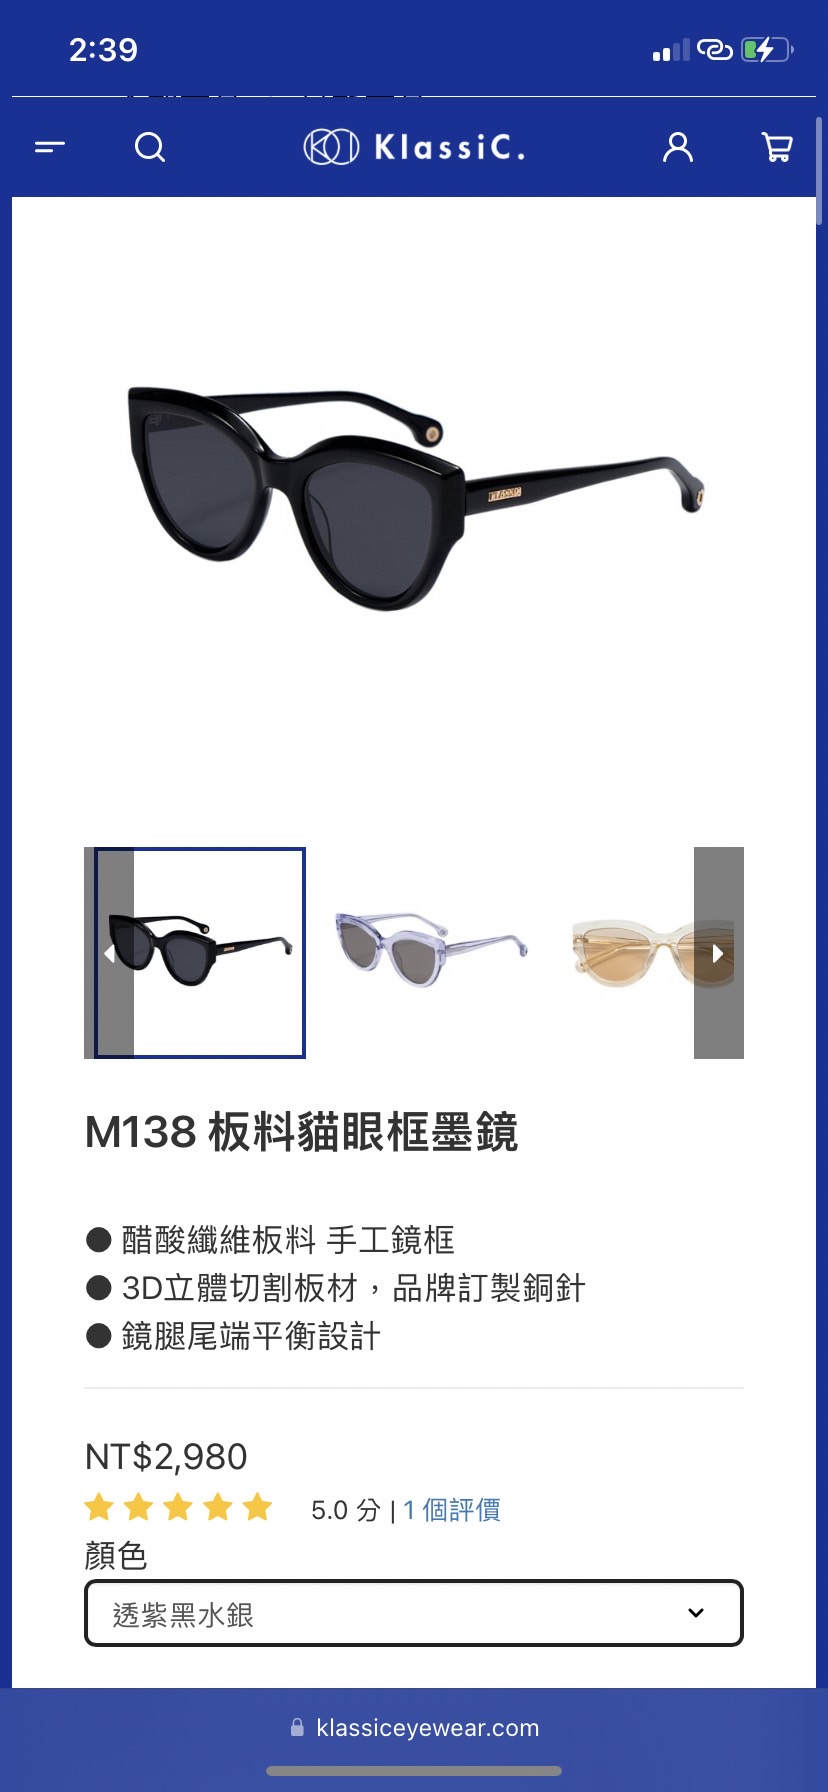 2:39
KlassiC.
M138 板料貓眼框墨鏡
● 醋酸纖維板料 手工鏡框
● 3D立體切割板材，品牌訂製銅針
● 鏡腿尾端平衡設計
NT$2,980
5.0 分 | 1 個評價
顏色
透紫黑水銀
klassiceyewear.com